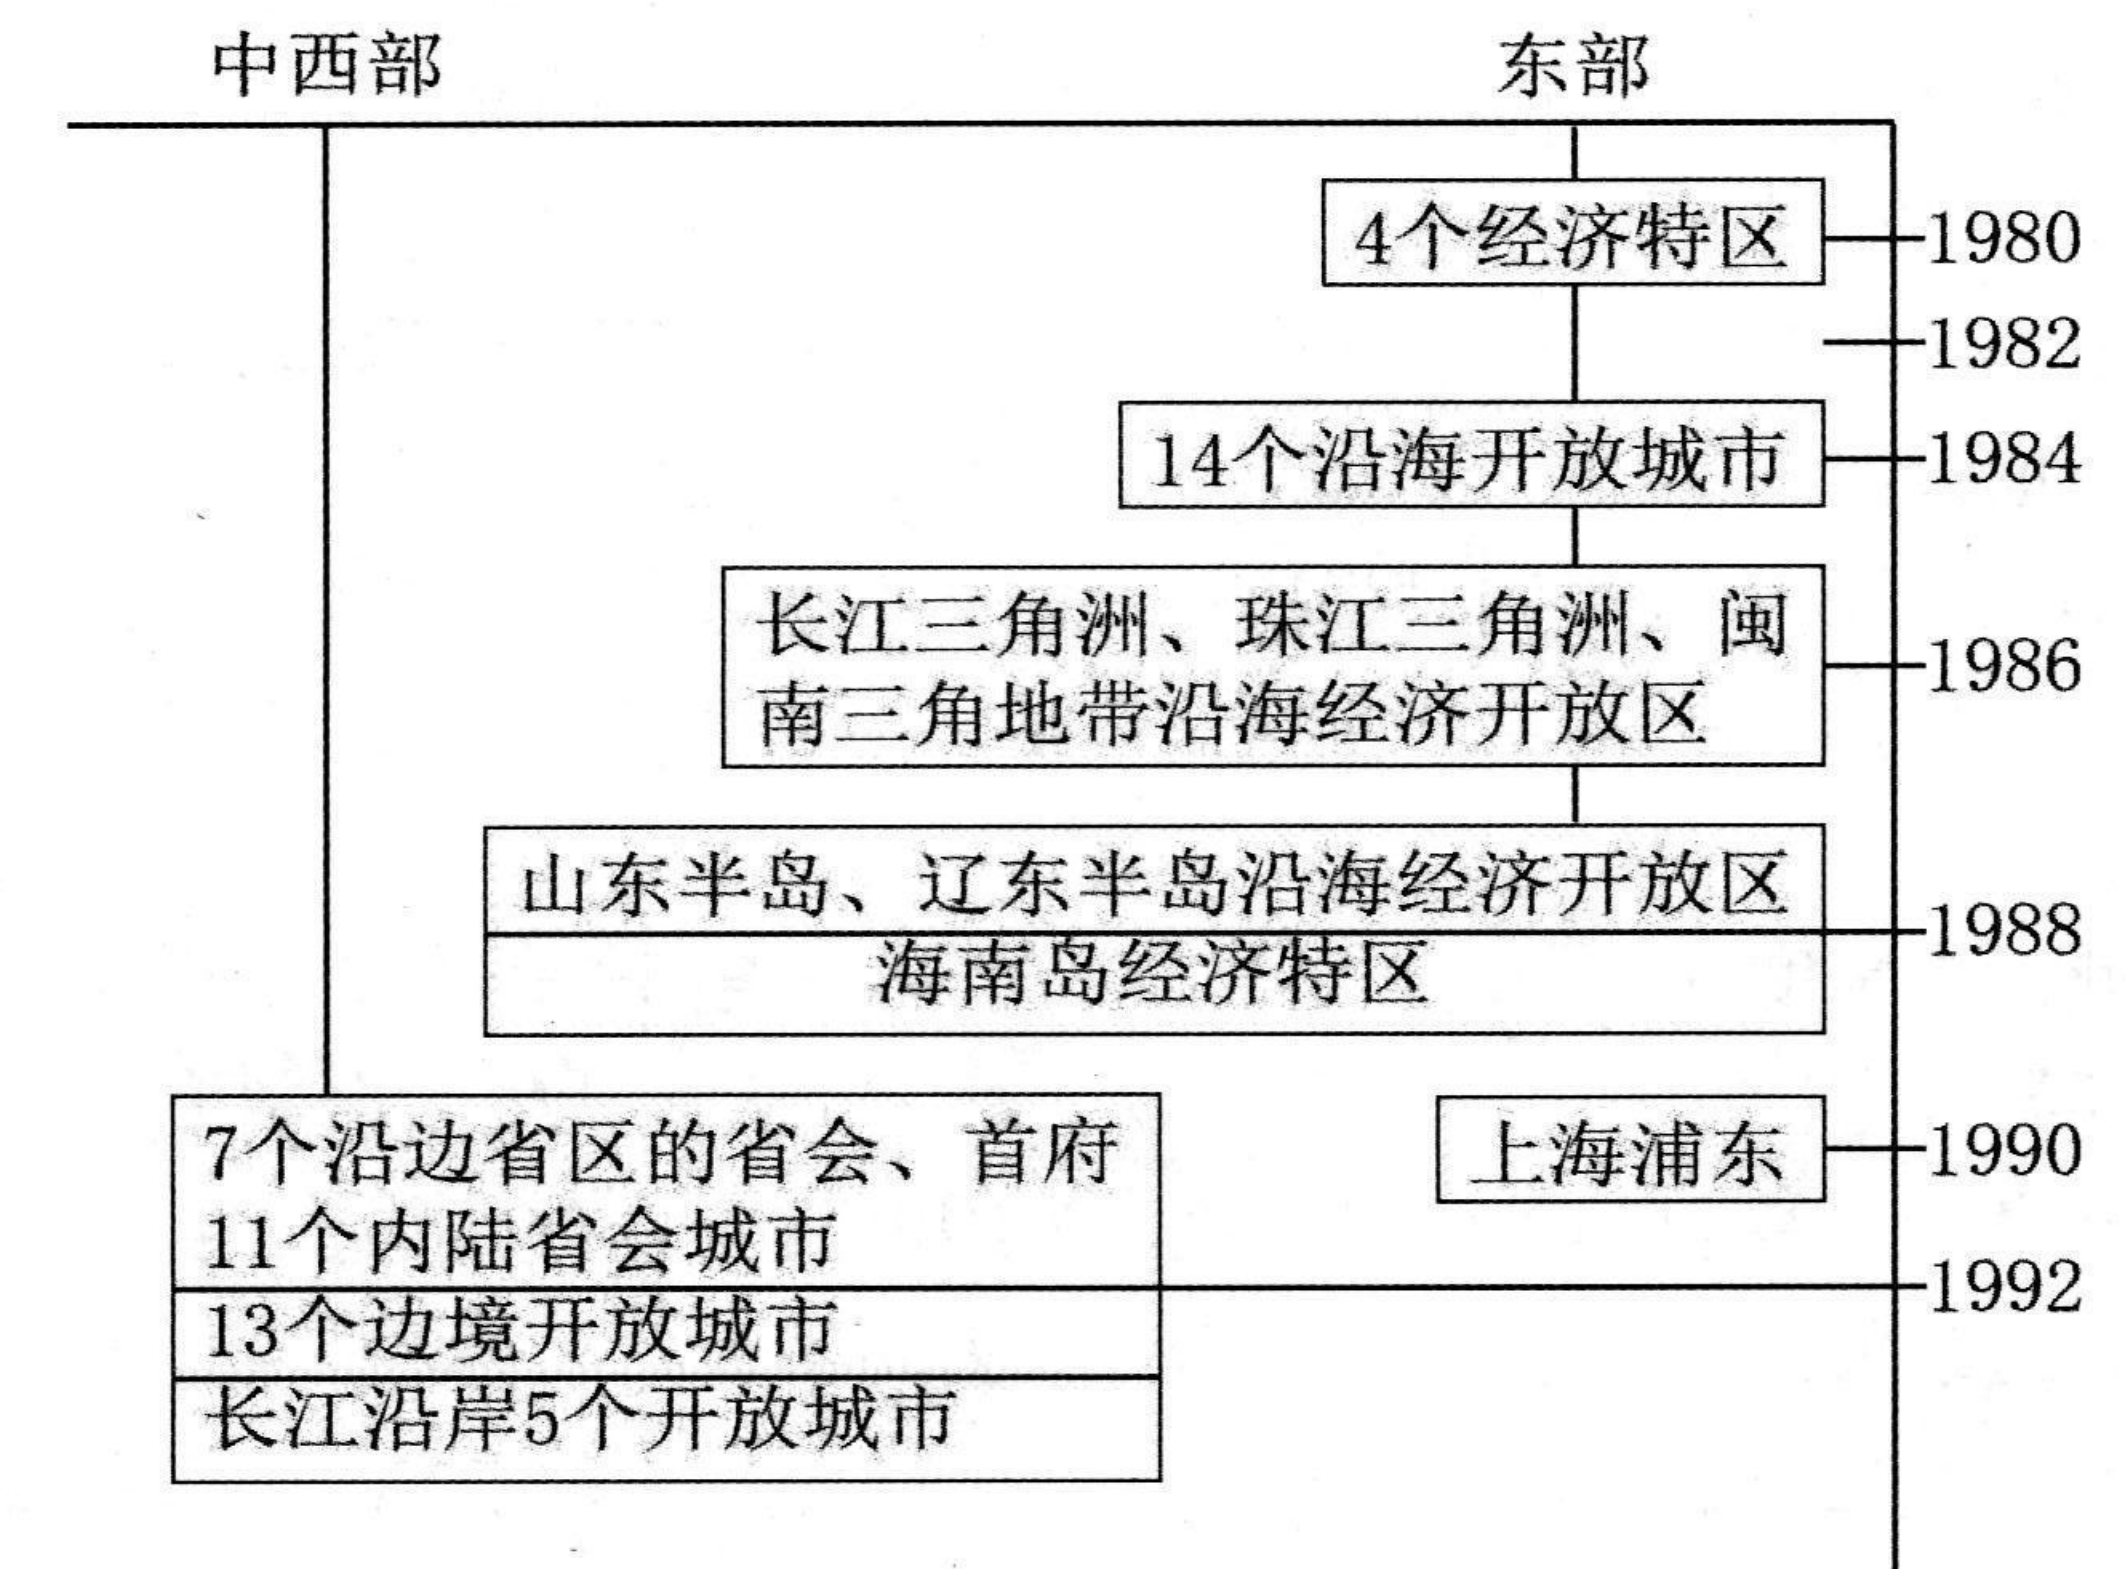 中西部
东部
4个经济特区
1980
1982
14个沿海开放城市
1984
长江三角洲、珠江三角洲、闽
南三角地带沿海经济开放区
1986
山东半岛、辽东半岛沿海经济开放区
海南岛经济特区
1988
7个沿边省区的省会、首府
11个内陆省会城市
上海浦东
1990
1992
13个边境开放城市
长江沿岸5个开放城市